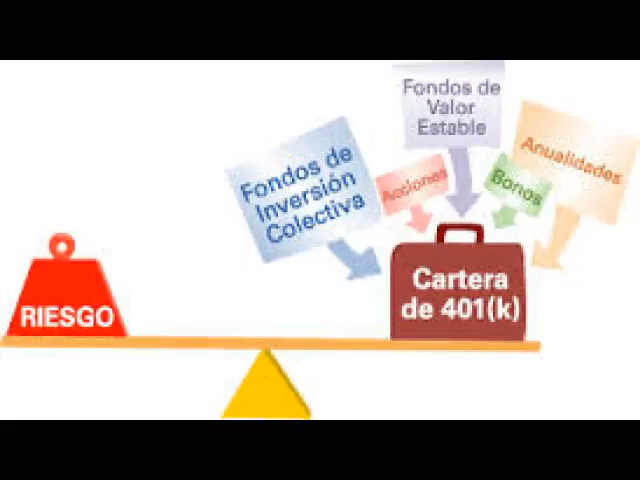 Fondos de
Valor
Estable
Fondos de
Inversión
Colectiva
Acciones
Bonos
Anualidades
Cartera
de 401(k)
RIESGO